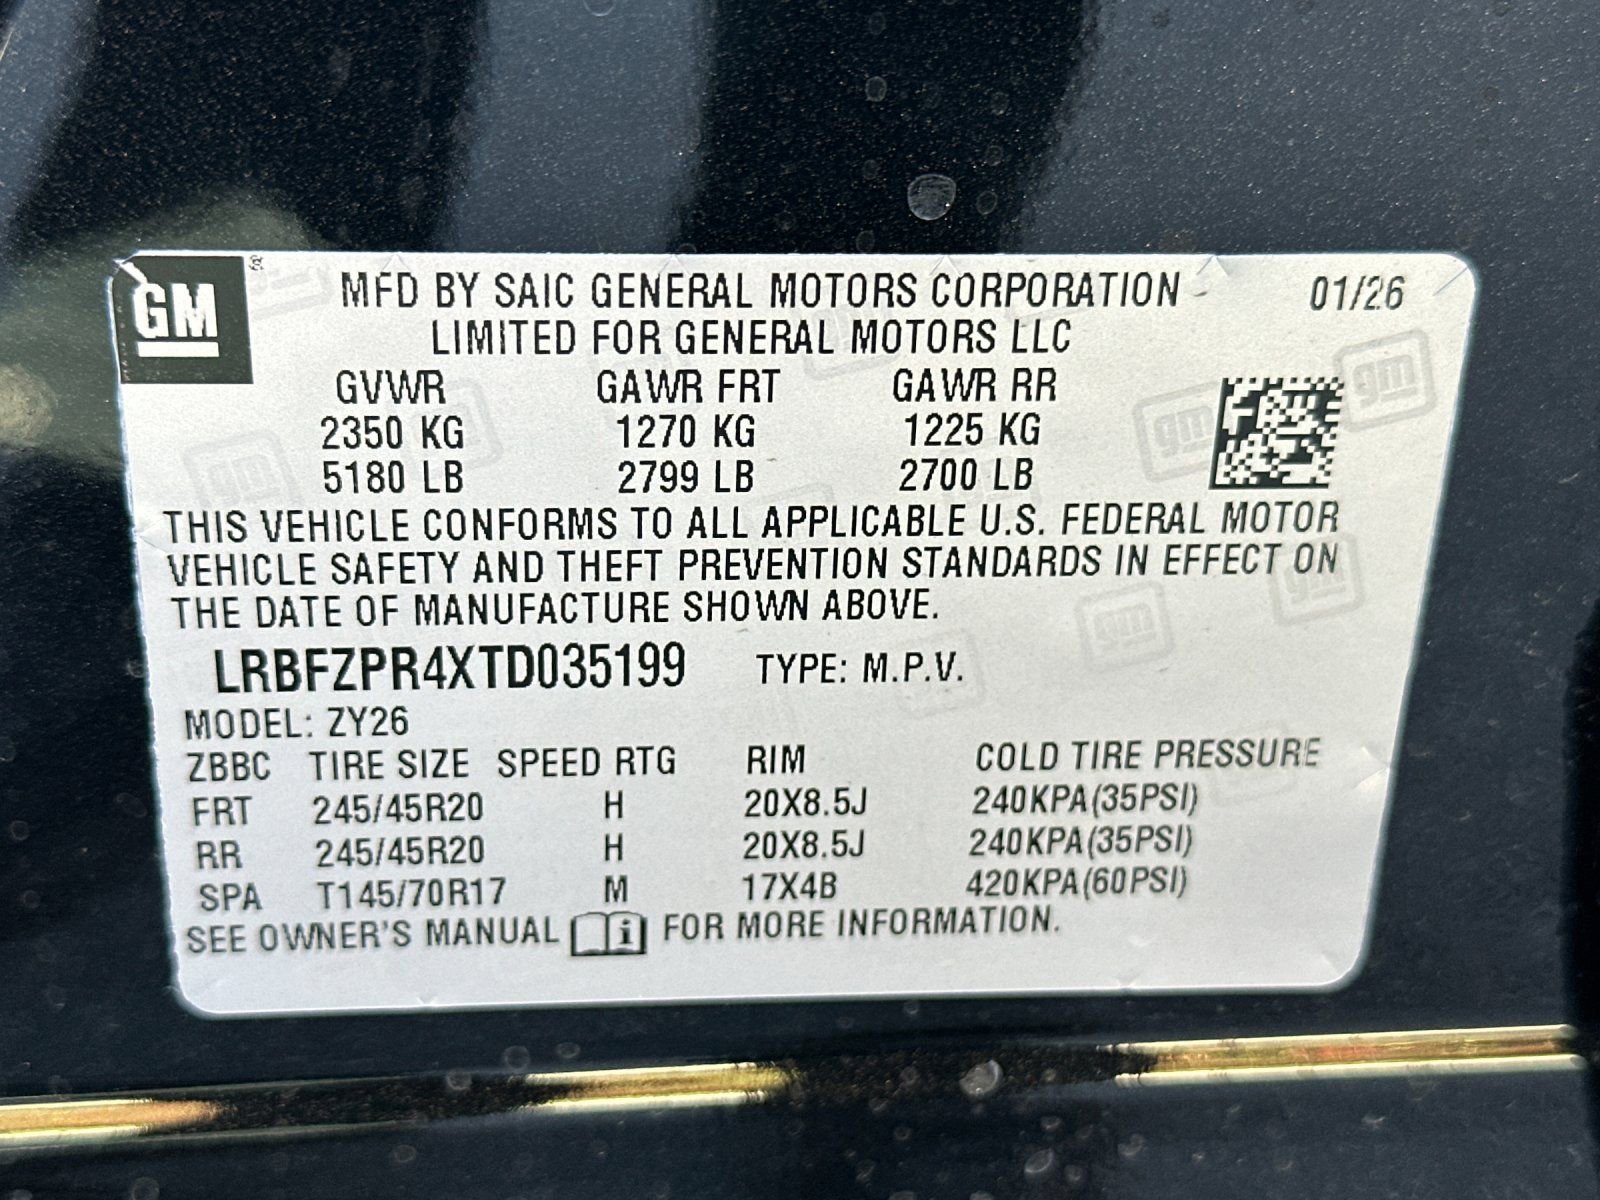 GM ®
MFD BY SAIC GENERAL MOTORS CORPORATION 01/26
LIMITED FOR GENERAL MOTORS LLC
GVWR GAWR FRT GAWR RR
2350 KG 1270 KG 1225 KG
5180 LB 2799 LB 2700 LB
THIS VEHICLE CONFORMS TO ALL APPLICABLE U.S. FEDERAL MOTOR
VEHICLE SAFETY AND THEFT PREVENTION STANDARDS IN EFFECT ON
THE DATE OF MANUFACTURE SHOWN ABOVE.
LRBFZPR4XTD035199 TYPE: M.P.V.
MODEL: ZY26
ZBBC TIRE SIZE SPEED RTG RIM COLD TIRE PRESSURE
FRT 245/45R20 H 20X8.5J 240KPA(35PSI)
RR 245/45R20 H 20X8.5J 240KPA(35PSI)
SPA T145/70R17 M 17X4B 420KPA(60PSI)
SEE OWNER'S MANUAL i FOR MORE INFORMATION.